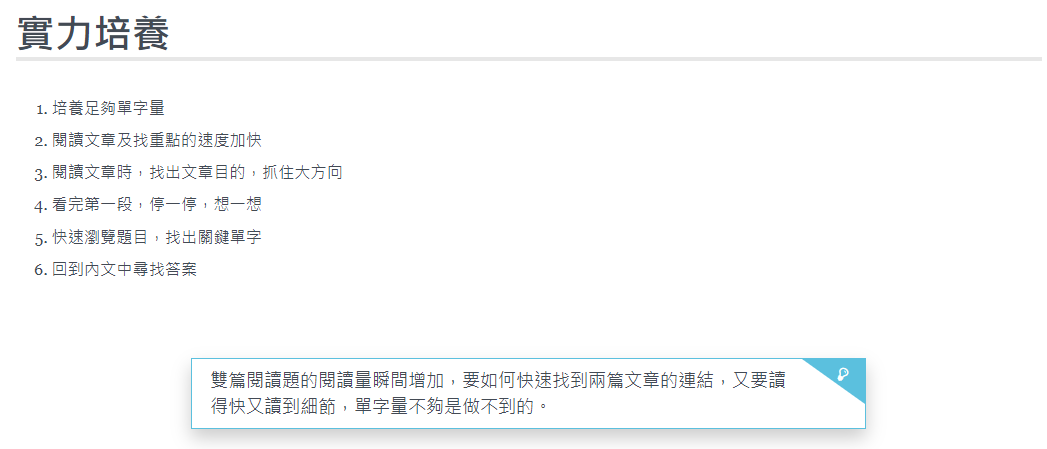 實力培養
1. 培養足夠單字量
2. 閱讀文章及找重點的速度加快
3. 閱讀文章時，找出文章目的，抓住大方向
4. 看完第一段，停一停，想一想
5. 快速瀏覽題目，找出關鍵單字
6. 回到內文中尋找答案
雙篇閱讀題的閱讀量瞬間增加，要如何快速找到兩篇文章的連結，又要讀
得快又讀到細節，單字量不夠是做不到的。